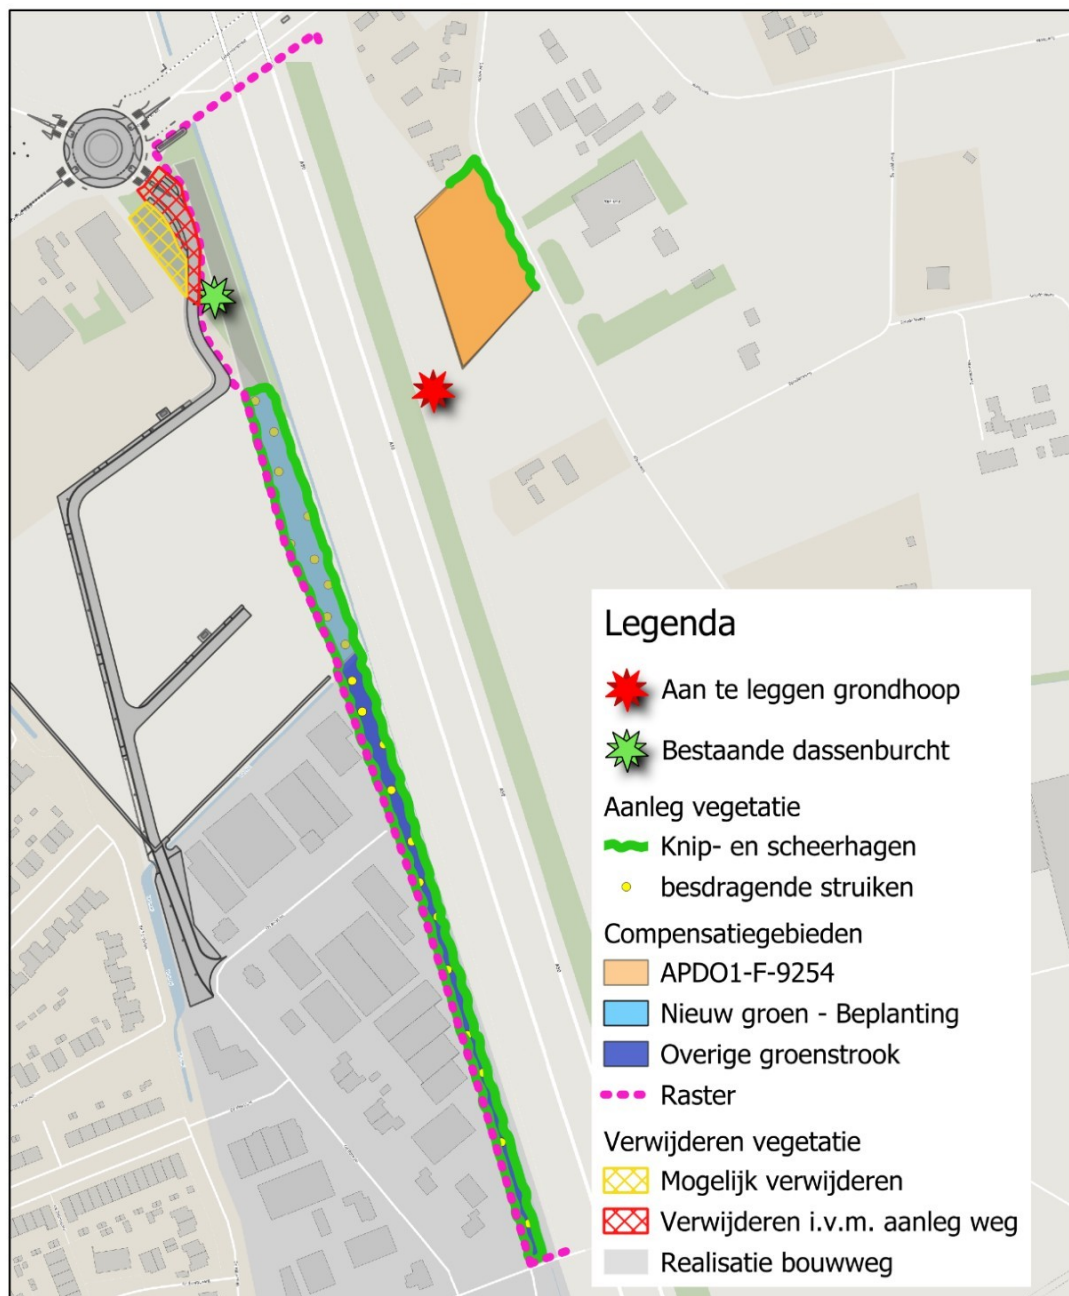 Legenda
Aan te leggen grondhoop
Bestaande dassenburcht
Aanleg vegetatie
Knip- en scheerhagen
besdragende struiken
Compensatiegebieden
APDO1-F-9254
Nieuw groen - Beplanting
Overige groenstrook
Raster
Verwijderen vegetatie
Mogelijk verwijderen
Verwijderen i.v.m. aanleg weg
Realisatie bouwweg